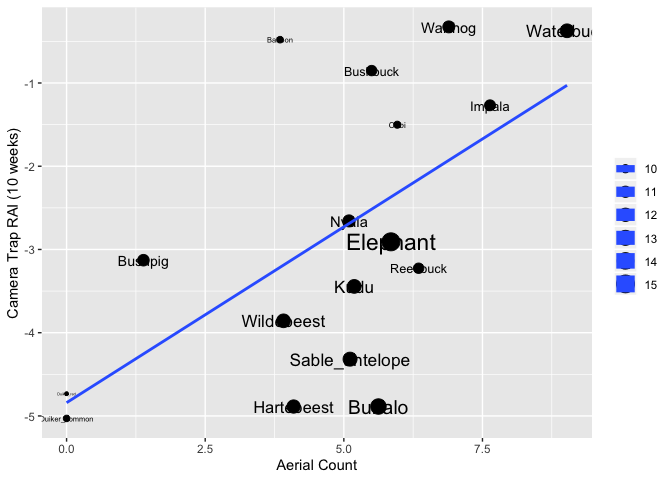 Warthog
Waterbuc
Baboon
Bushbuck
Impala
Oribi
Nyala
Elephant
Reedbuck
Bushpig
Kudu
Wildebeest
Sable_antelope
Hartebeest
Buffalo
Duiker_common
-1
-2
-3
-4
-5
0.0
2.5
5.0
7.5
Aerial Count
Camera Trap RAI (10 weeks)
10
11
12
13
14
15